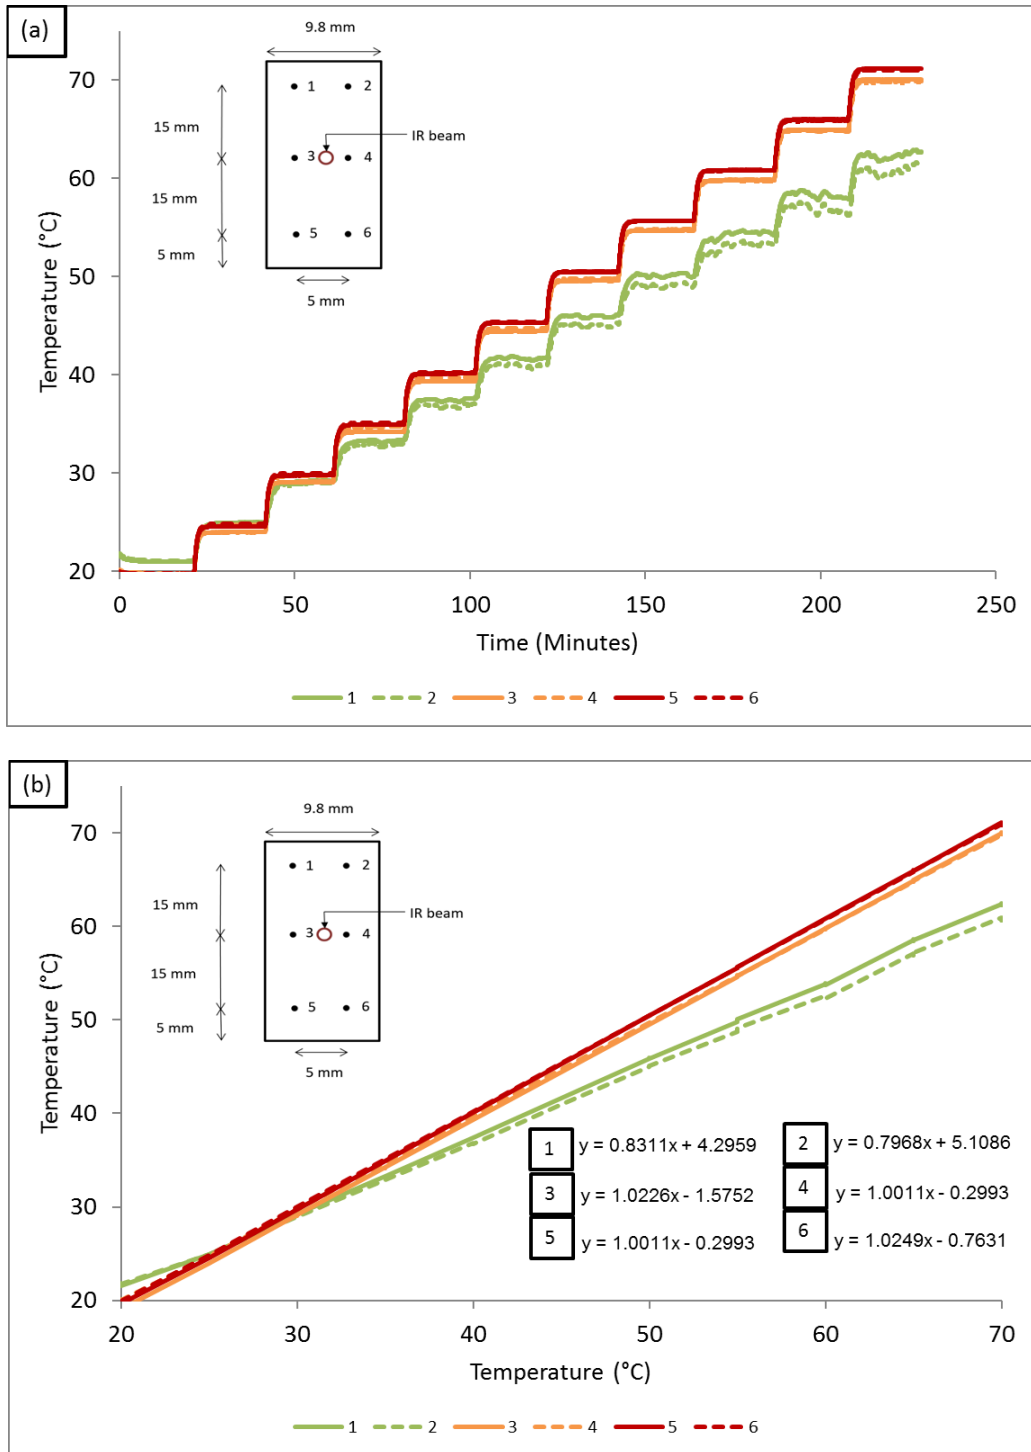 (a)
9.8 mm
1 2
15 mm
IR beam
3 4
15 mm
5 6
5 mm
5 mm
Temperature (°C)
70
60
50
40
30
20
0 50 100 150 200 250
Time (Minutes)
1 2 3 4 5 6
(b)
9.8 mm
1 2
15 mm
IR beam
3 4
15 mm
5 6
5 mm
5 mm
Temperature (°C)
70
60
50
40
30
20
1 y = 0.8311x + 4.2959 2 y = 0.7968x + 5.1086
3 y = 1.0226x - 1.5752 4 y = 1.0011x - 0.2993
5 y = 1.0011x - 0.2993 6 y = 1.0249x - 0.7631
20 30 40 50 60 70
Temperature (°C)
1 2 3 4 5 6